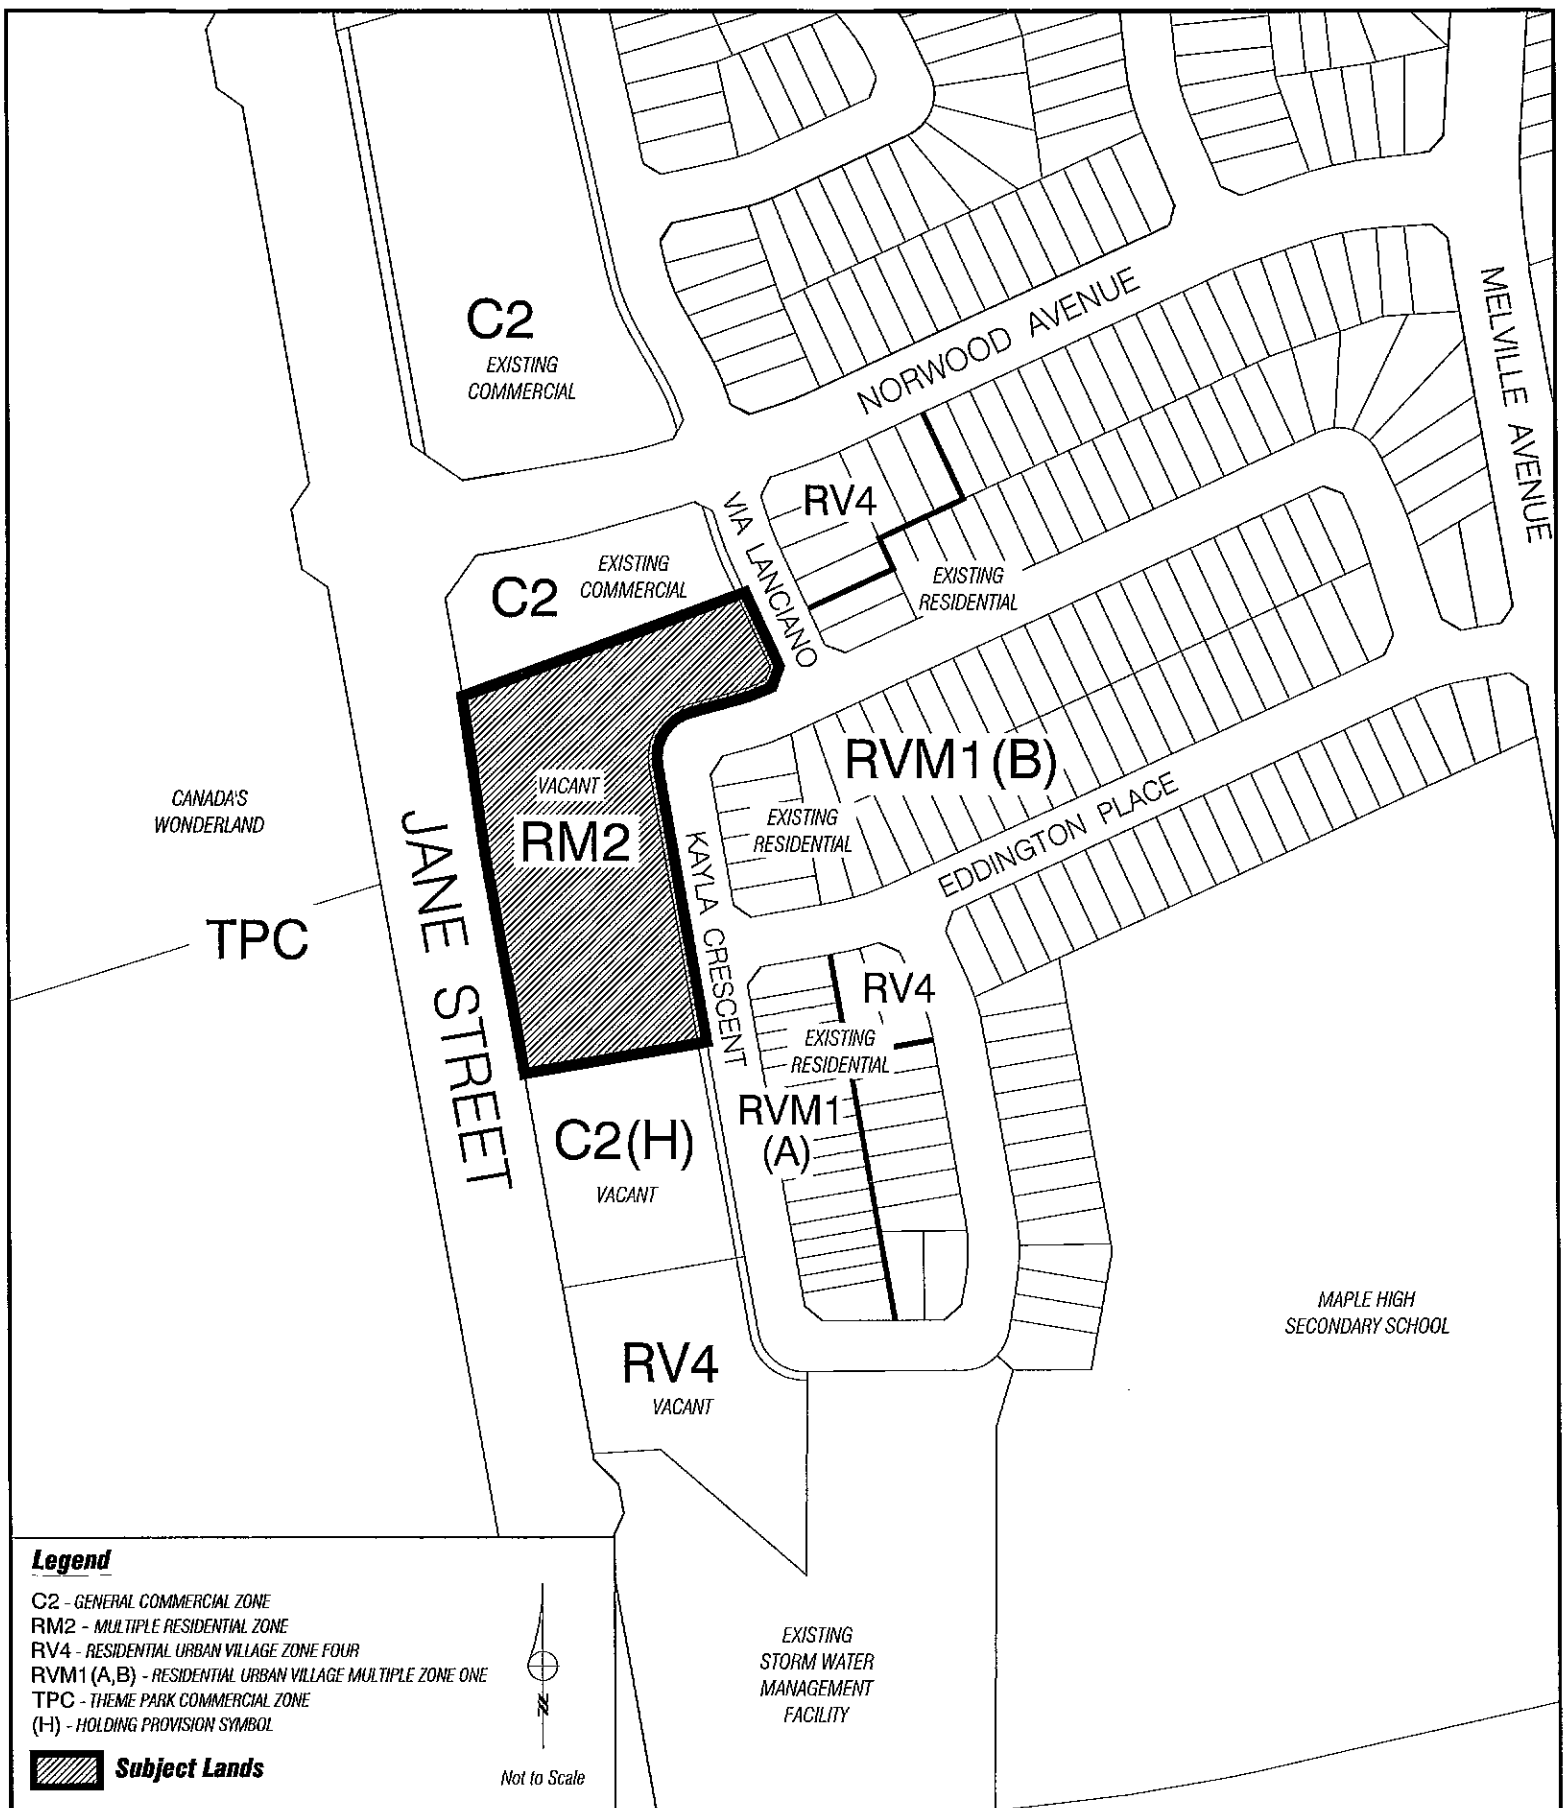 C2
EXISTING
COMMERCIAL
NORWOOD AVENUE
MELVILLE AVENUE
VIA LANCIANO
RV4
EXISTING
RESIDENTIAL
C2
EXISTING
COMMERCIAL
VACANT
RM2
CANADA'S
WONDERLAND
TPC
JANE STREET
KAYLA CRESCENT
RVM1(B)
EXISTING
RESIDENTIAL
EDDINGTON PLACE
RV4
EXISTING
RESIDENTIAL
RVM1
(A)
C2(H)
VACANT
RV4
VACANT
MAPLE HIGH
SECONDARY SCHOOL
EXISTING
STORM WATER
MANAGEMENT
FACILITY
Legend
C2 - GENERAL COMMERCIAL ZONE
RM2 - MULTIPLE RESIDENTIAL ZONE
RV4 - RESIDENTIAL URBAN VILLAGE ZONE FOUR
RVM1(A,B) - RESIDENTIAL URBAN VILLAGE MULTIPLE ZONE ONE
TPC - THEME PARK COMMERCIAL ZONE
(H) - HOLDING PROVISION SYMBOL
Subject Lands
N
Not to Scale